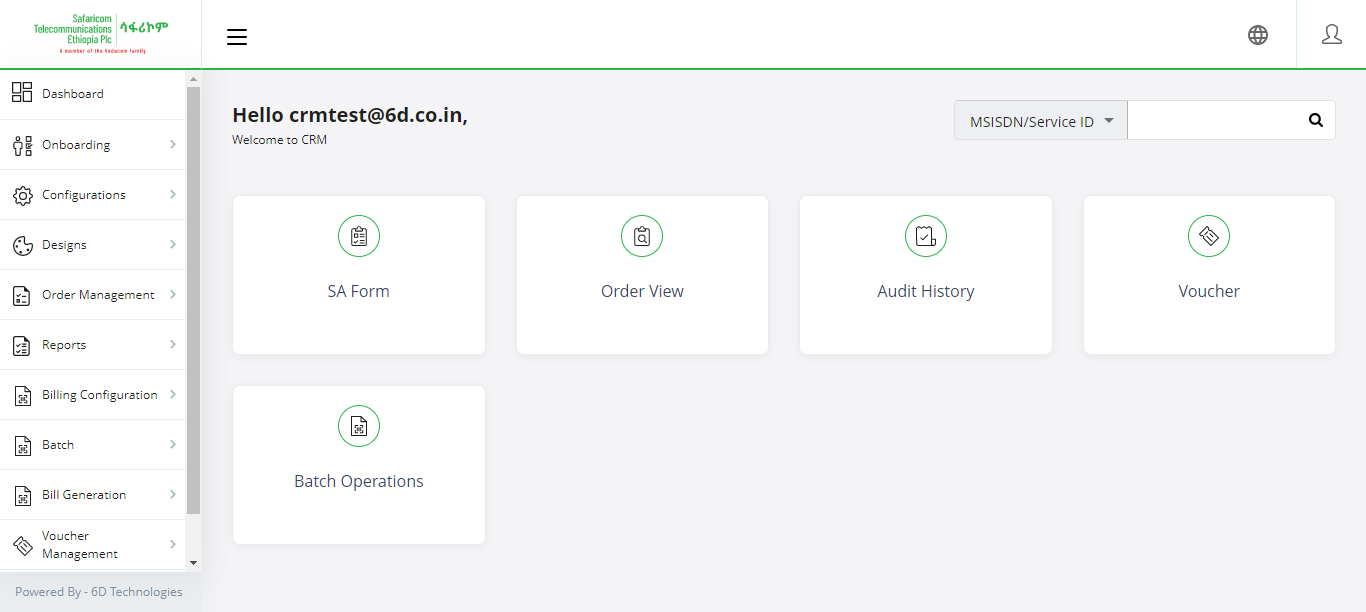 Safaricom
Telecommunications
Ethiopia Plc
ሳፋሪኮም
A member of the Vodacom family
Hello crmtest@6d.co.in,
Welcome to CRM
MSISDN/Service ID
Dashboard
Onboarding
Configurations
Designs
Order Management
Reports
Billing Configuration
Batch
Bill Generation
Voucher
Management
Powered By - 6D Technologies
SA Form
Order View
Audit History
Voucher
Batch Operations